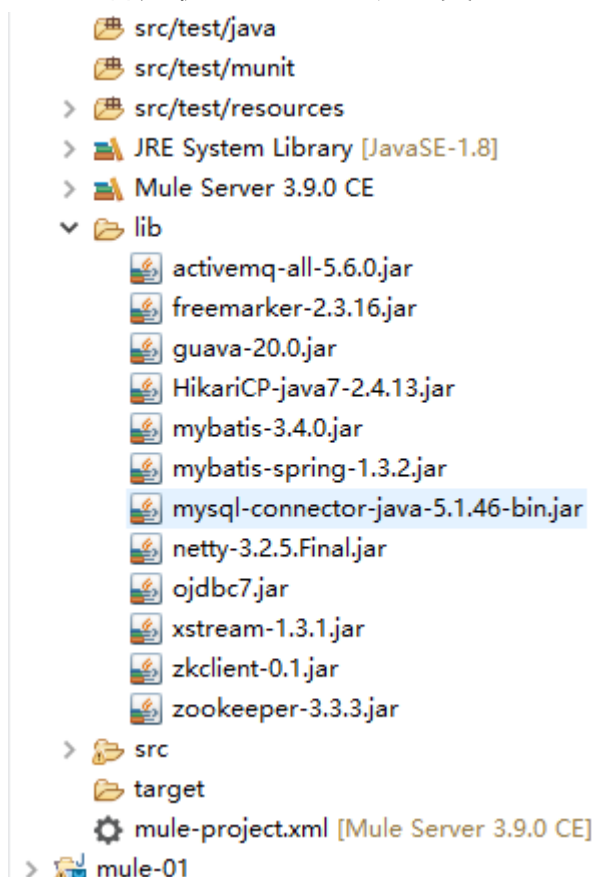 src/test/java
src/test/munit
src/test/resources
JRE System Library [JavaSE-1.8]
Mule Server 3.9.0 CE
lib
activemq-all-5.6.0.jar
freemarker-2.3.16.jar
guava-20.0.jar
HikariCP-java7-2.4.13.jar
mybatis-3.4.0.jar
mybatis-spring-1.3.2.jar
mysql-connector-java-5.1.46-bin.jar
netty-3.2.5.Final.jar
ojdbc7.jar
xstream-1.3.1.jar
zkclient-0.1.jar
zookeeper-3.3.3.jar
src
target
mule-project.xml [Mule Server 3.9.0 CE]
mule-01